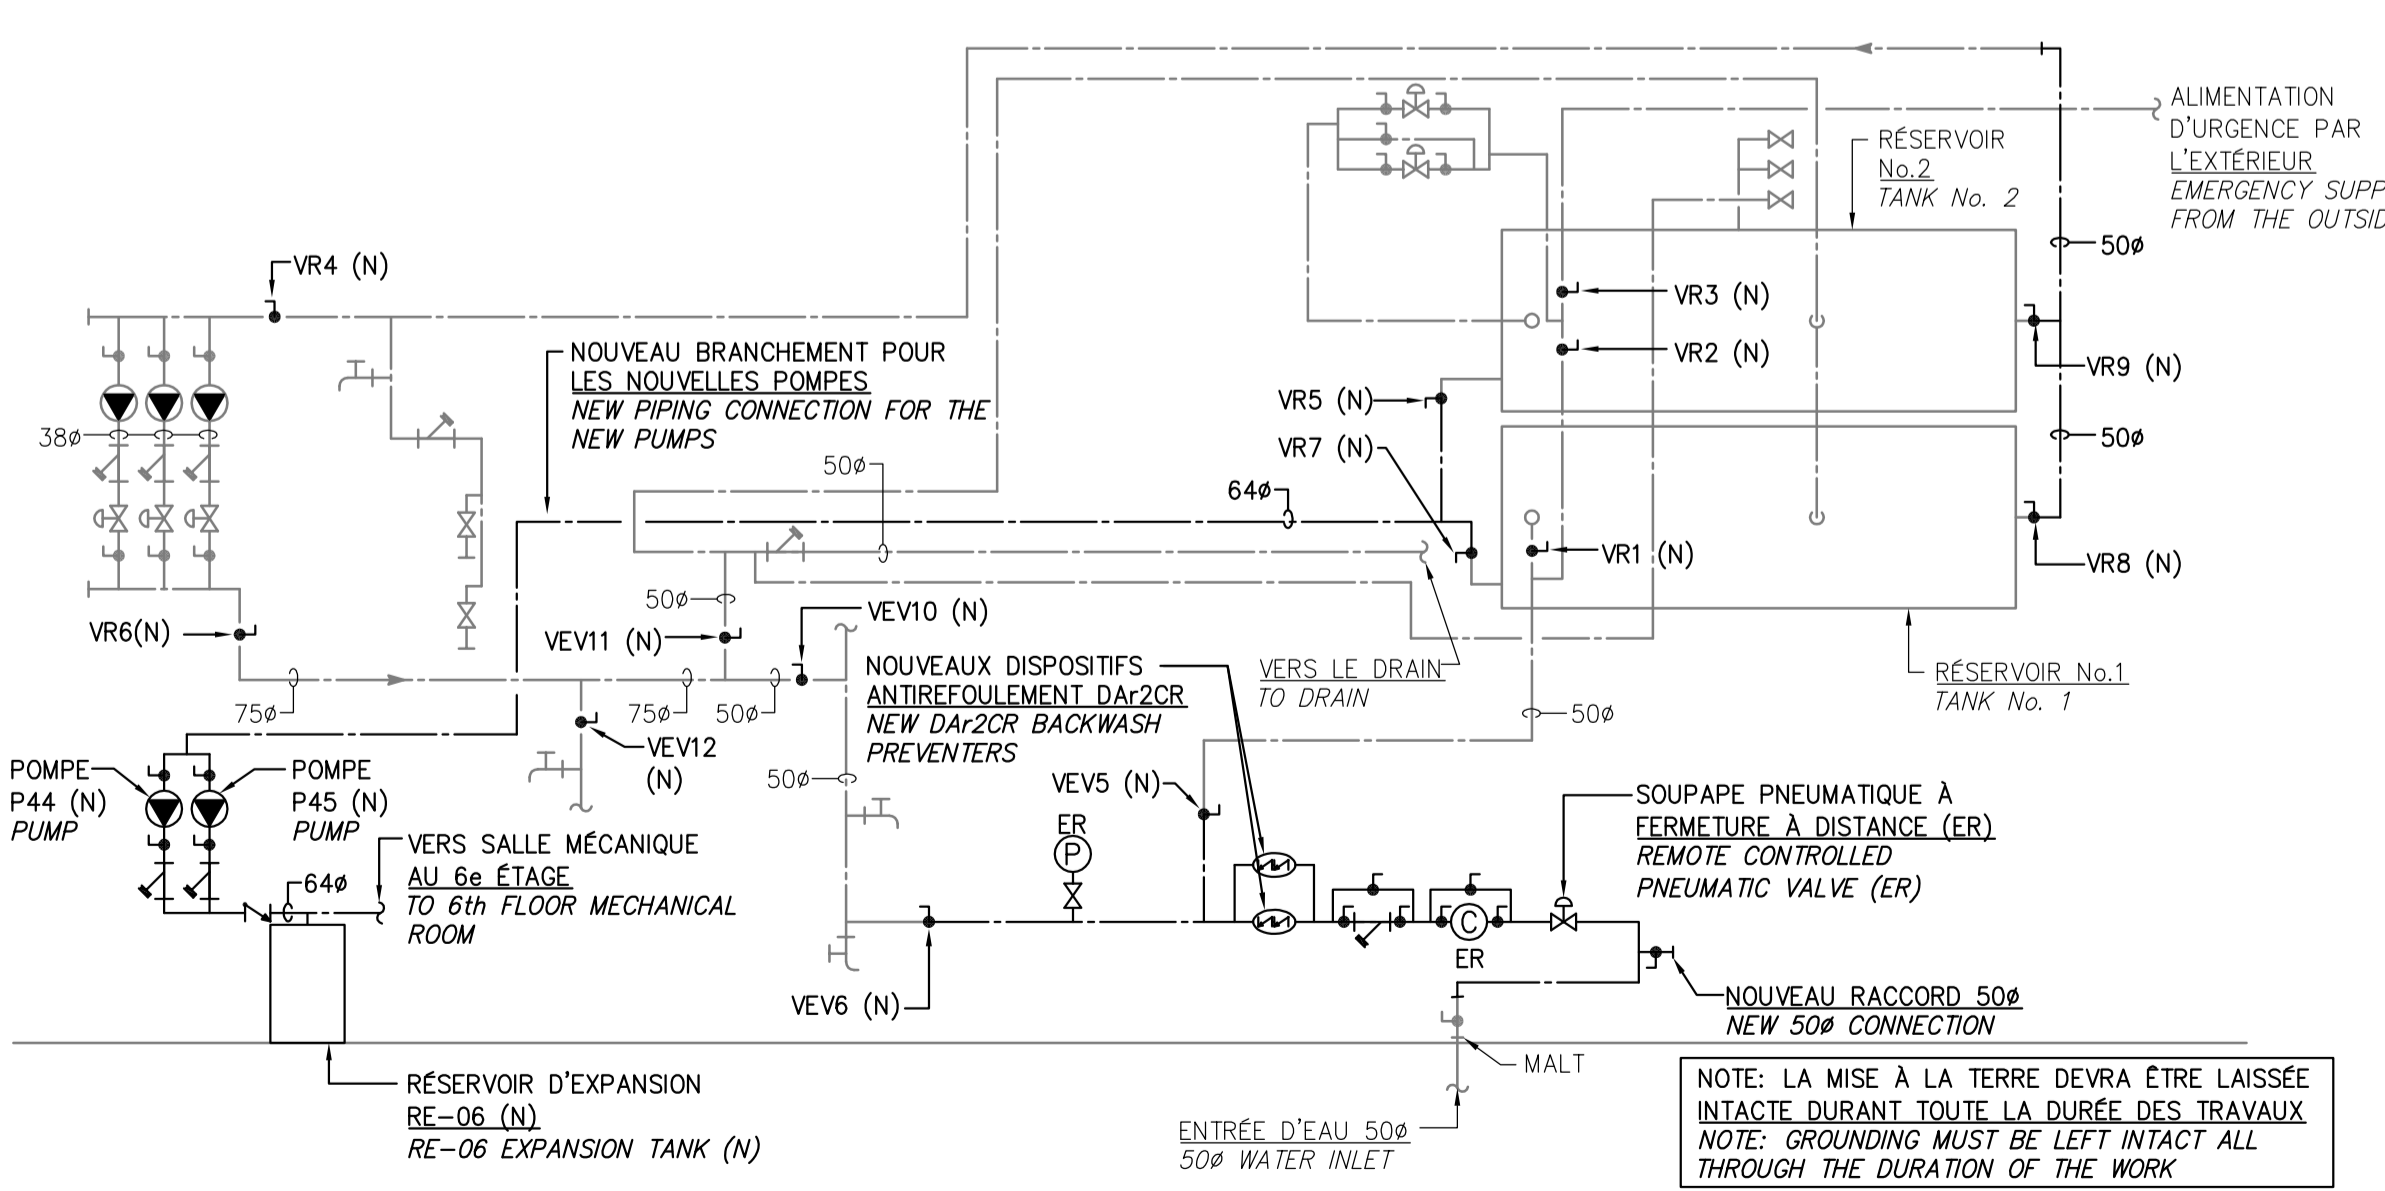 ALIMENTATION
D'URGENCE PAR
L'EXTÉRIEUR
EMERGENCY SUPP
FROM THE OUTSID
RÉSERVOIR
No.2
TANK No. 2
50ø
VR4 (N)
VR3 (N)
VR2 (N)
VR9 (N)
NOUVEAU BRANCHEMENT POUR
LES NOUVELLES POMPES
NEW PIPING CONNECTION FOR THE
NEW PUMPS
VR5 (N)
VR7 (N)
38ø
50ø
50ø
64ø
VR1 (N)
VR8 (N)
50ø
VEV10 (N)
VR6(N)
VEV11 (N)
NOUVEAUX DISPOSITIFS
ANTIREFOULEMENT DAr2CR
NEW DAr2CR BACKWASH
PREVENTERS
VERS LE DRAIN
TO DRAIN
RÉSERVOIR No.1
TANK No. 1
75ø
75ø
50ø
50ø
VEV12
(N)
POMPE
P44 (N)
PUMP
POMPE
P45 (N)
PUMP
50ø
VEV5 (N)
SOUPAPE PNEUMATIQUE À
FERMETURE À DISTANCE (ER)
REMOTE CONTROLLED
PNEUMATIC VALVE (ER)
ER
P
VERS SALLE MÉCANIQUE
AU 6e ÉTAGE
TO 6th FLOOR MECHANICAL
ROOM
64ø
C
ER
VEV6 (N)
NOUVEAU RACCORD 50ø
NEW 50ø CONNECTION
MALT
RÉSERVOIR D'EXPANSION
RE-06 (N)
RE-06 EXPANSION TANK (N)
ENTRÉE D'EAU 50ø
50ø WATER INLET
NOTE: LA MISE À LA TERRE DEVRA ÊTRE LAISSÉE
INTACTE DURANT TOUTE LA DURÉE DES TRAVAUX
NOTE: GROUNDING MUST BE LEFT INTACT ALL
THROUGH THE DURATION OF THE WORK